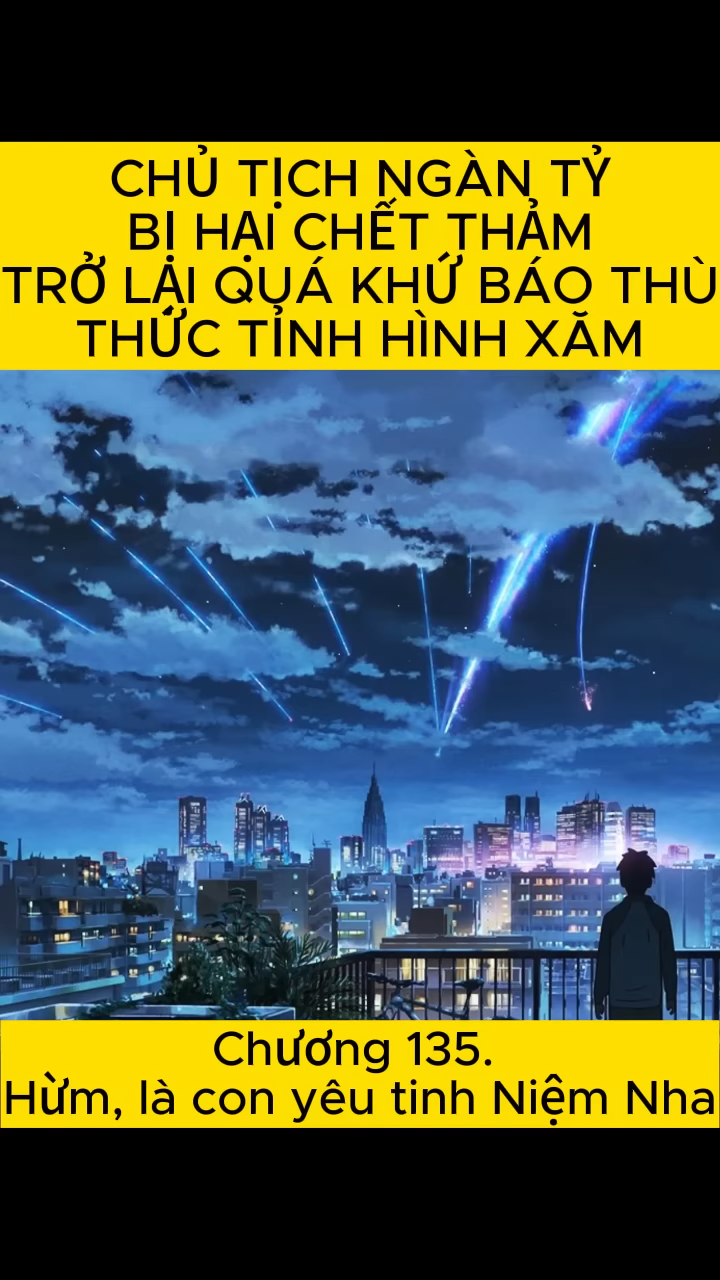 CHỦ TỊCH NGÀN TỶ
BỊ HẠI CHẾT THẢM
TRỞ LẠI QUÁ KHỨ BÁO THÙ
THỨC TỈNH HÌNH XĂM
Chương 135.
Hừm, là con yêu tinh Niệm Nha